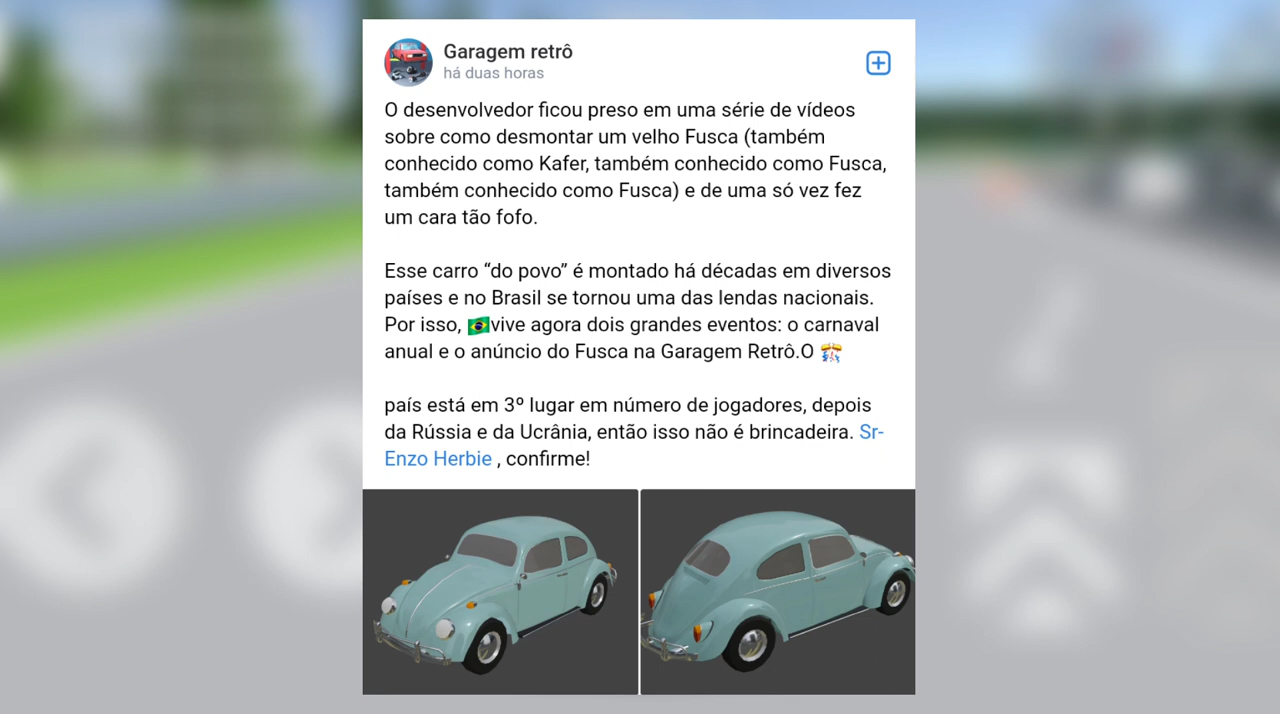 Garagem retrô
há duas horas
O desenvolvedor ficou preso em uma série de vídeos
sobre como desmontar um velho Fusca (também
conhecido como Kafer, também conhecido como Fusca,
também conhecido como Fusca) e de uma só vez fez
um cara tão fofo.
Esse carro “do povo” é montado há décadas em diversos
países e no Brasil se tornou uma das lendas nacionais.
Por isso, 🇧🇷vive agora dois grandes eventos: o carnaval
anual e o anúncio do Fusca na Garagem Retrô.O 🎊
país está em 3º lugar em número de jogadores, depois
da Rússia e da Ucrânia, então isso não é brincadeira. Sr-
Enzo Herbie , confirme!